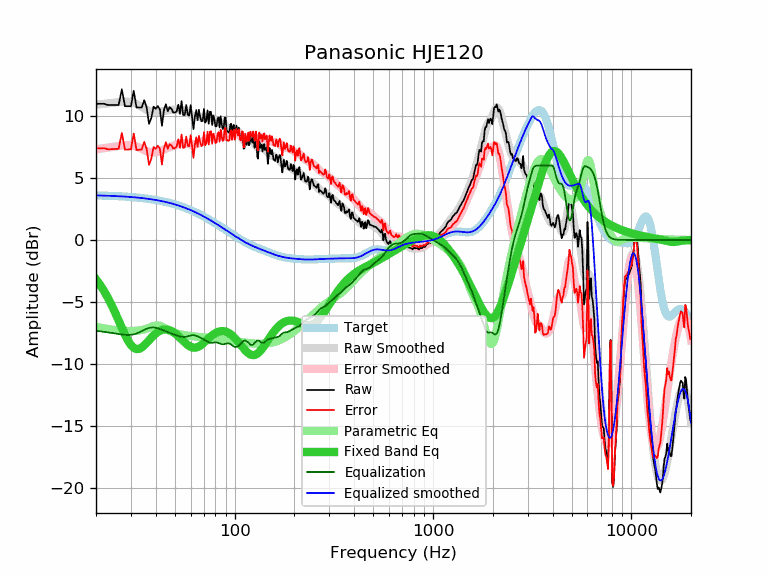 Panasonic HJE120
Amplitude (dBr)
10
5
0
−5
−10
−15
−20
Target
Raw Smoothed
Error Smoothed
Raw
Error
Parametric Eq
Fixed Band Eq
Equalization
Equalized smoothed
100
1000
10000
Frequency (Hz)